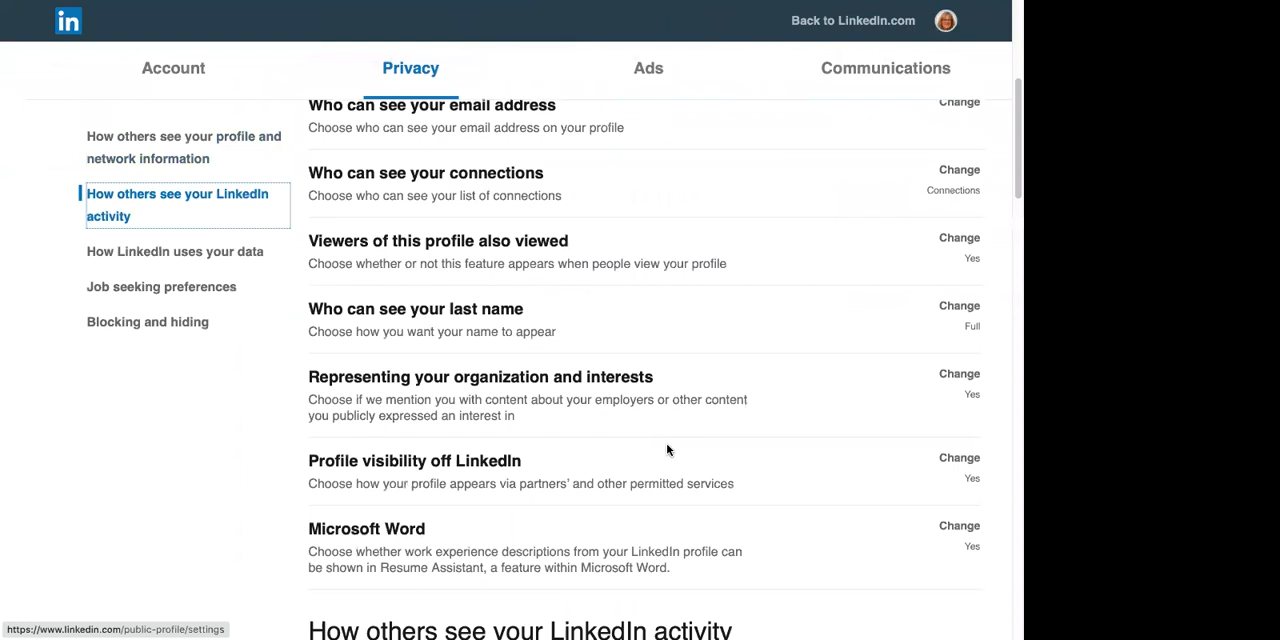 in
Back to LinkedIn.com
Account
Privacy
Ads
Communications
How others see your profile and
network information
How others see your LinkedIn
activity
How LinkedIn uses your data
Job seeking preferences
Blocking and hiding
Who can see your email address
Change
Choose who can see your email address on your profile
Who can see your connections
Change
Choose who can see your list of connections
Connections
Viewers of this profile also viewed
Change
Choose whether or not this feature appears when people view your profile
Yes
Who can see your last name
Change
Choose how you want your name to appear
Full
Representing your organization and interests
Change
Choose if we mention you with content about your employers or other content
you publicly expressed an interest in
Yes
Profile visibility off LinkedIn
Change
Choose how your profile appears via partners' and other permitted services
Yes
Microsoft Word
Change
Choose whether work experience descriptions from your LinkedIn profile can
be shown in Resume Assistant, a feature within Microsoft Word.
Yes
How others see your LinkedIn activity
https://www.linkedin.com/public-profile/settings